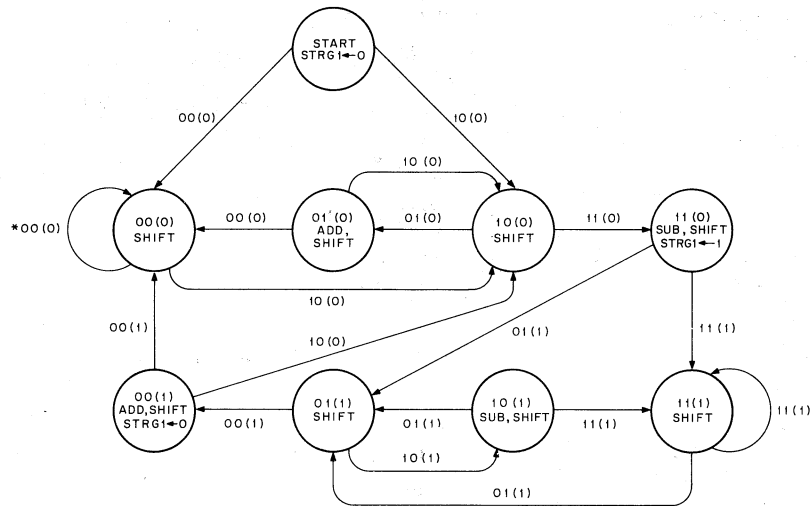 START
STRG1←0
00(0)
10(0)
10(0)
*00(0)
00(0)
SHIFT
00(0)
01'(0)
ADD,
SHIFT
01(0)
10(0)
SHIFT
11(0)
11(0)
SUB, SHIFT
STRG1←1
10(0)
00(1)
10(0)
01(1)
11(1)
00(1)
ADD,SHIFT
STRG1←0
00(1)
01(1)
SHIFT
01(1)
10(1)
SUB, SHIFT
11(1)
11(1)
SHIFT
11(1)
10(1)
01(1)